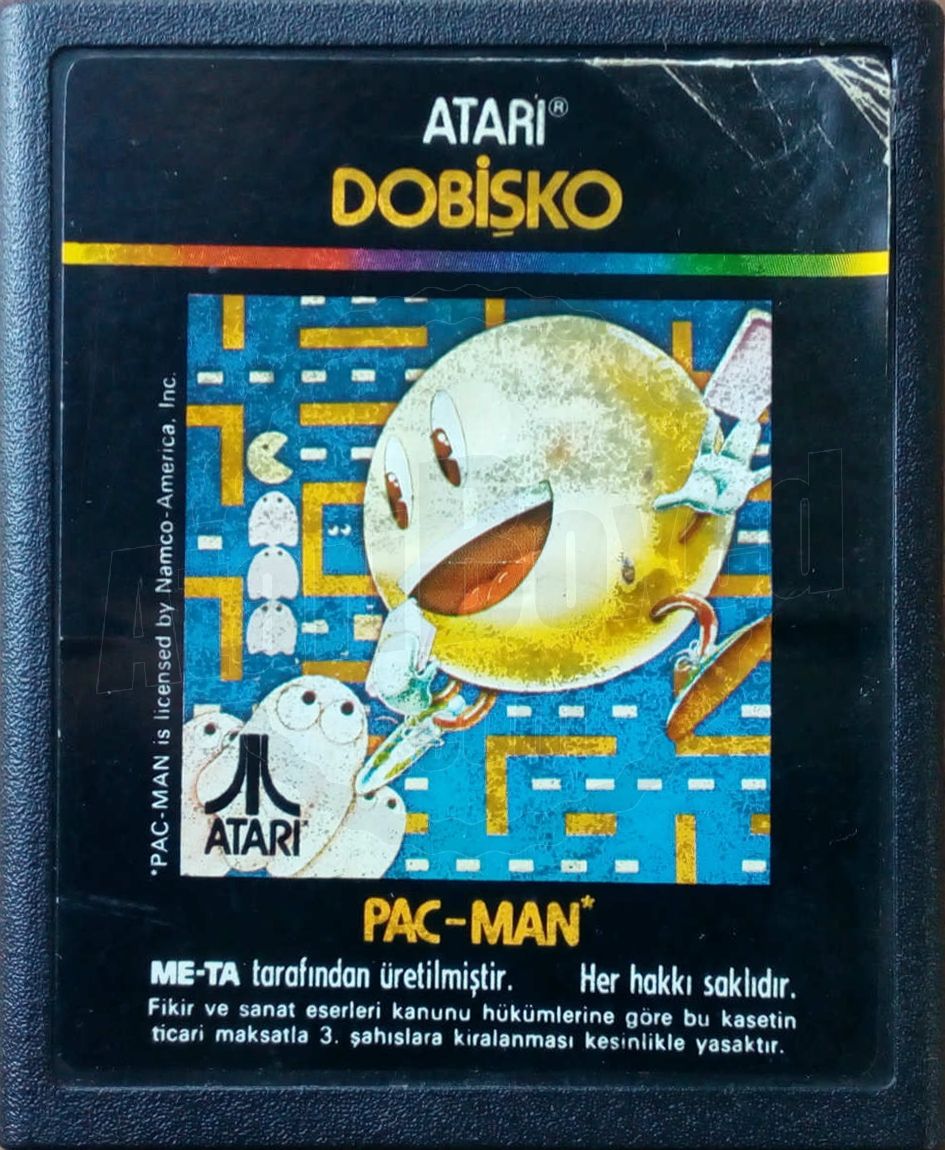 ATARİ®
DOBİŞKO
*PAC-MAN is licensed by Namco-America, Inc.
ATARI™
PAC-MAN*
ME-TA tarafından üretilmiştir. Her hakkı saklıdır.
Fikir ve sanat eserleri kanunu hükümlerine göre bu kasetin
ticari maksatla 3. şahıslara kiralanması kesinlikle yasaktır.